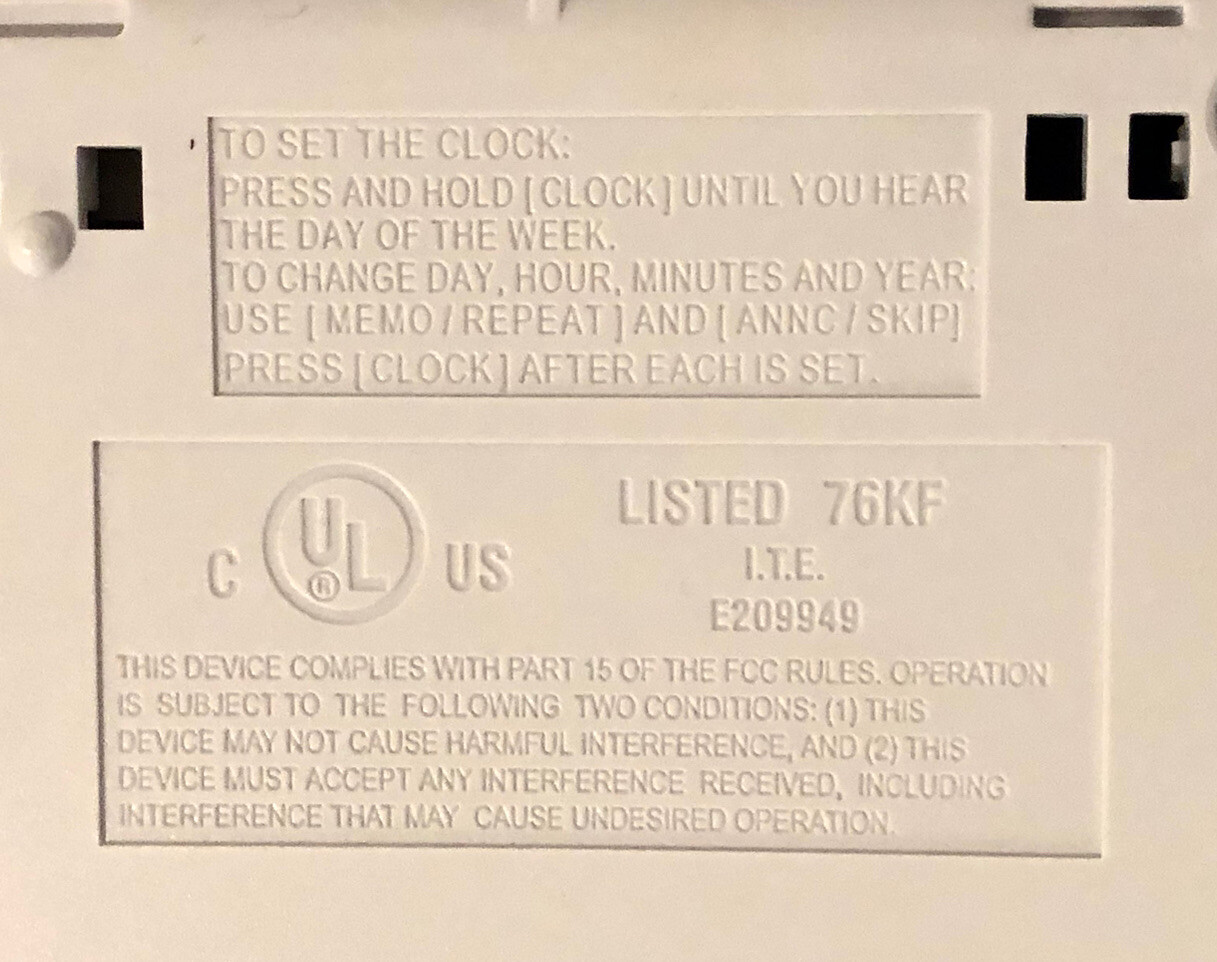 TO SET THE CLOCK:
PRESS AND HOLD [CLOCK] UNTIL YOU HEAR
THE DAY OF THE WEEK.
TO CHANGE DAY, HOUR, MINUTES AND YEAR:
USE [MEMO / REPEAT] AND [ANNC / SKIP]
PRESS [CLOCK] AFTER EACH IS SET.
C UL® US
LISTED 76KF
I.T.E.
E209949
THIS DEVICE COMPLIES WITH PART 15 OF THE FCC RULES. OPERATION
IS SUBJECT TO THE FOLLOWING TWO CONDITIONS: (1) THIS
DEVICE MAY NOT CAUSE HARMFUL INTERFERENCE, AND (2) THIS
DEVICE MUST ACCEPT ANY INTERFERENCE RECEIVED, INCLUDING
INTERFERENCE THAT MAY CAUSE UNDESIRED OPERATION.